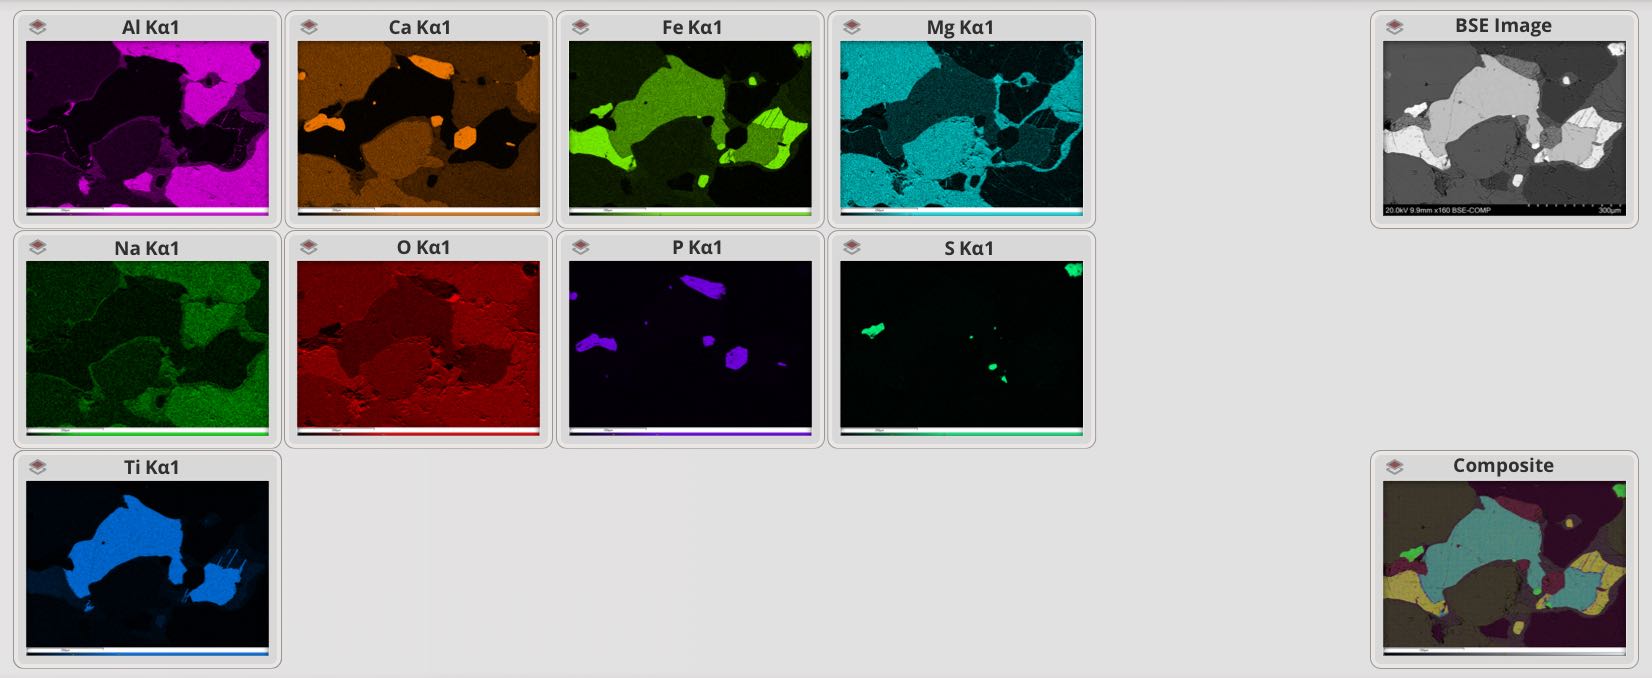 Al Kα1
Ca Kα1
Fe Kα1
Mg Kα1
BSE Image
20.0kV 9.9mm x160 BSE-COMP
300µm
Na Kα1
O Kα1
P Kα1
S Kα1
Ti Kα1
Composite